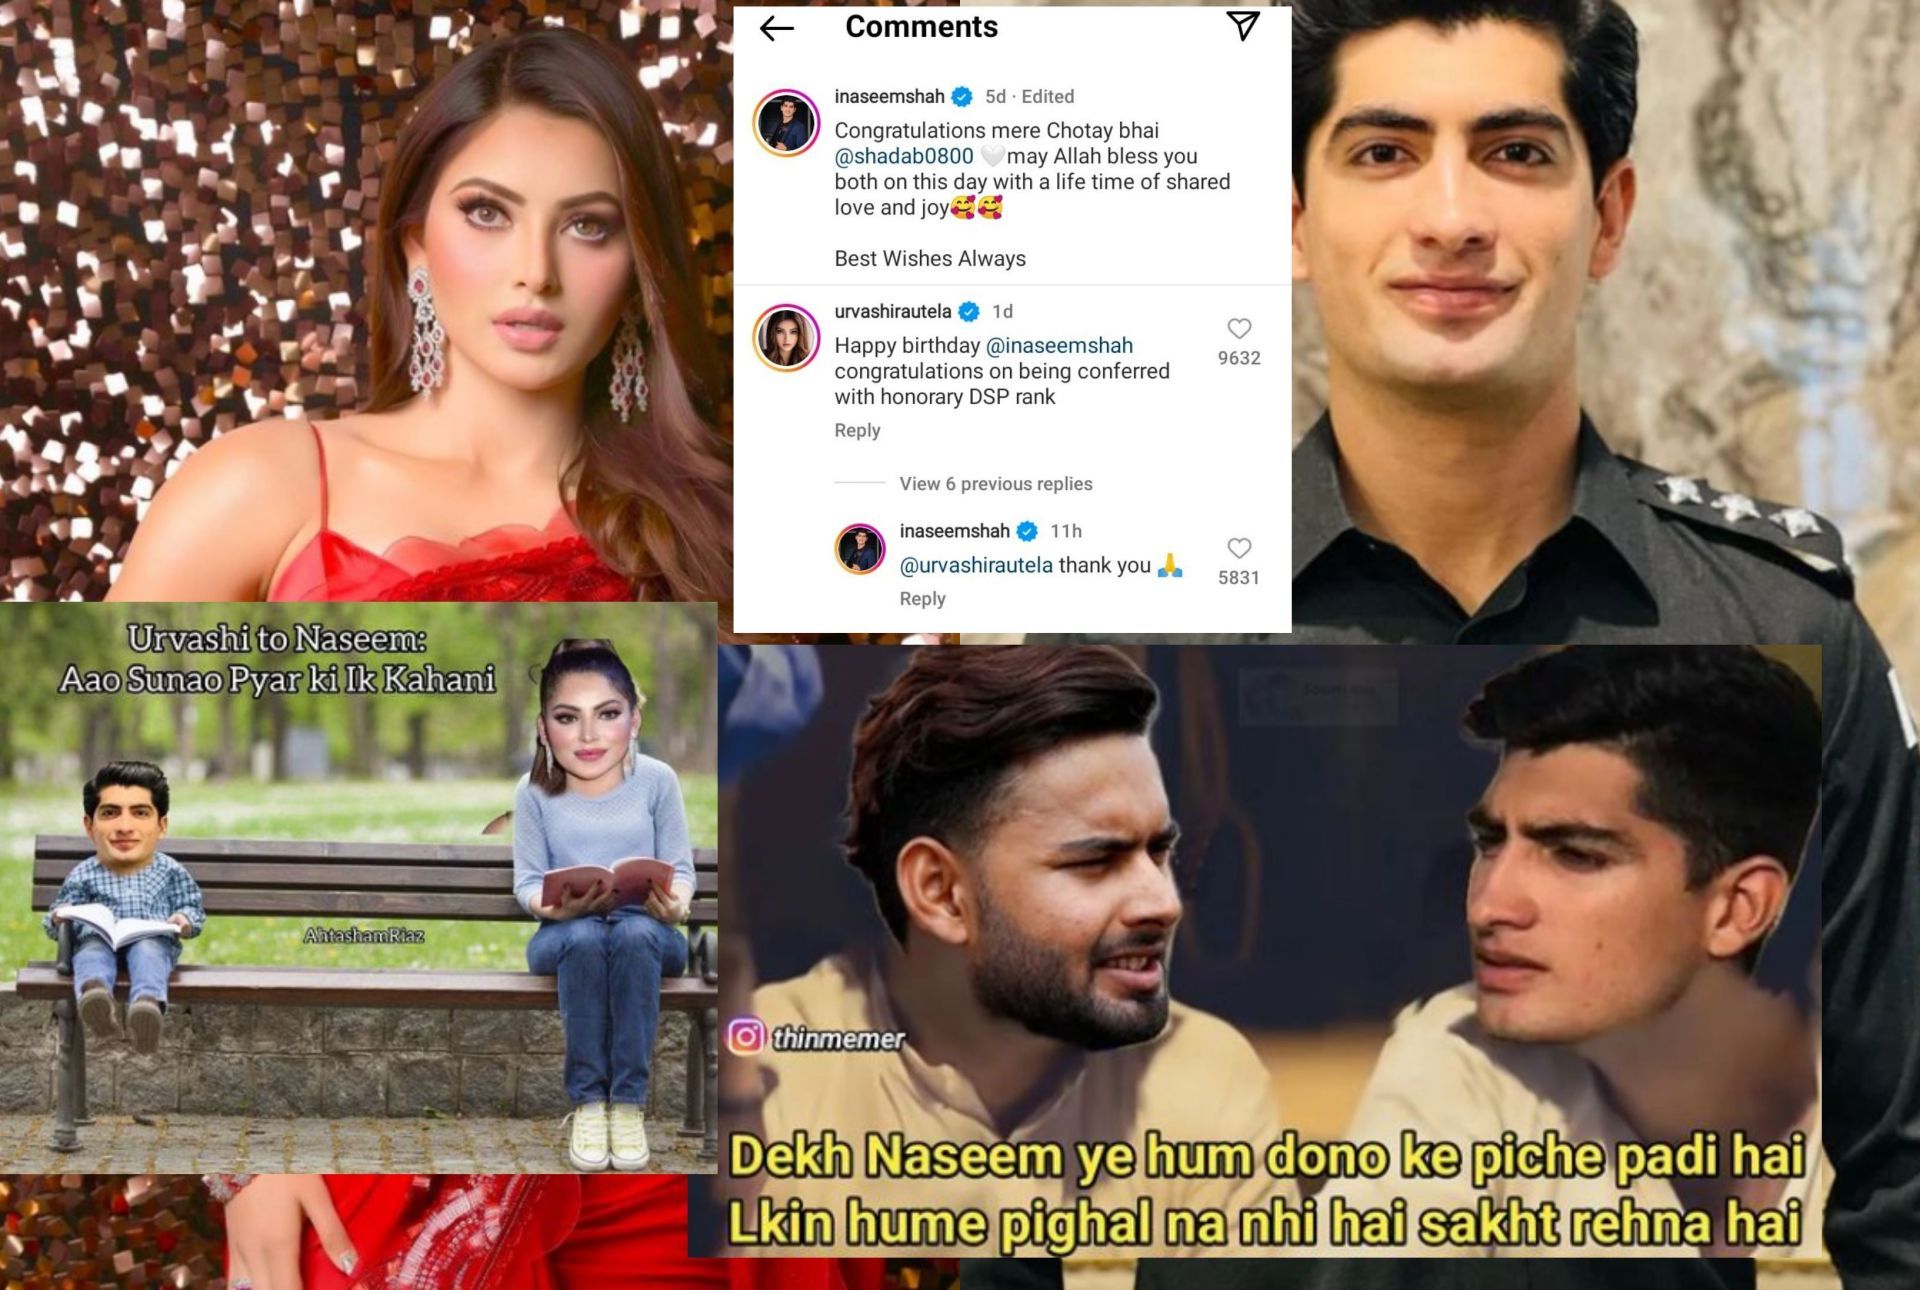 Comments
inaseemshah 5d · Edited
Congratulations mere Chotay bhai
@shadab0800 🤍may Allah bless you
both on this day with a life time of shared
love and joy🥰🥰
Best Wishes Always
urvashirautela 1d
Happy birthday @inaseemshah
congratulations on being conferred
with honorary DSP rank
9632
Reply
View 6 previous replies
inaseemshah 11h
@urvashirautela thank you 🙏
5831
Reply
Urvashi to Naseem:
Aao Sunao Pyar ki Ik Kahani
AhtashamRiaz
thinmemer
Dekh Naseem ye hum dono ke piche padi hai
Lkin hume pighal na nhi hai sakht rehna hai